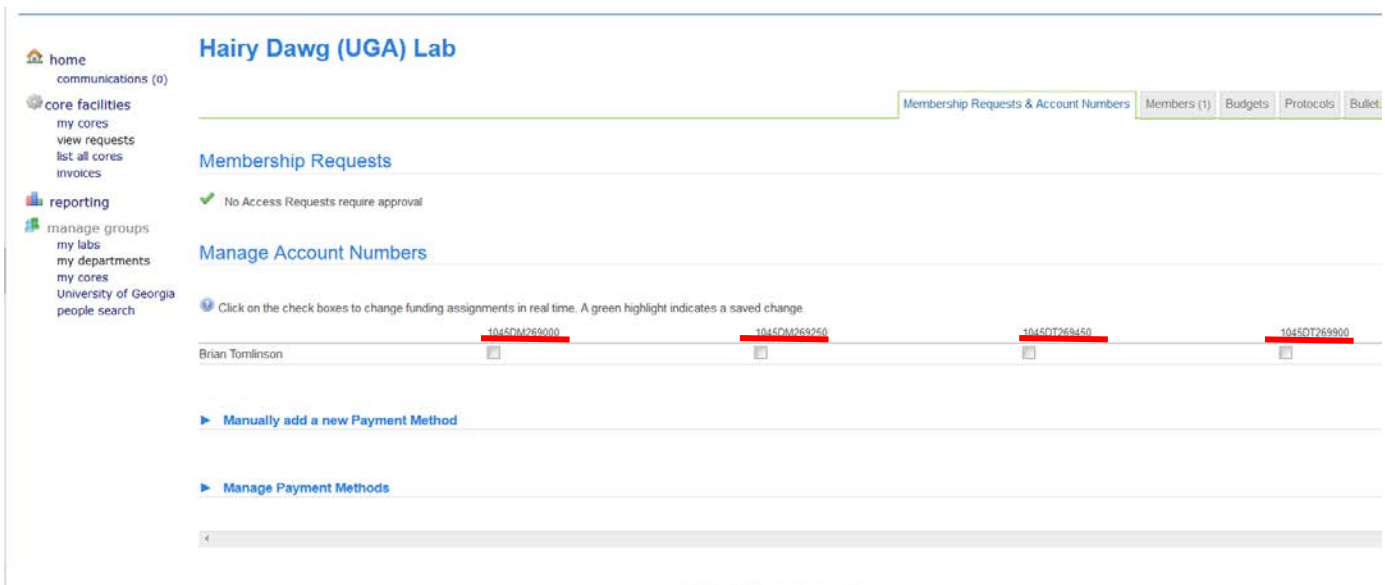 Hairy Dawg (UGA) Lab
home
communications (0)
core facilities
my cores
view requests
list all cores
invoices
reporting
manage groups
my labs
my departments
my cores
University of Georgia
people search
Membership Requests & Account Numbers
Members (1)
Budgets
Protocols
Bullet
Membership Requests
No Access Requests require approval
Manage Account Numbers
Click on the check boxes to change funding assignments in real time. A green highlight indicates a saved change
1045DM269000 1045DM269250 1045DT269450 1045DT269900
Brian Tomlinson
Manually add a new Payment Method
Manage Payment Methods